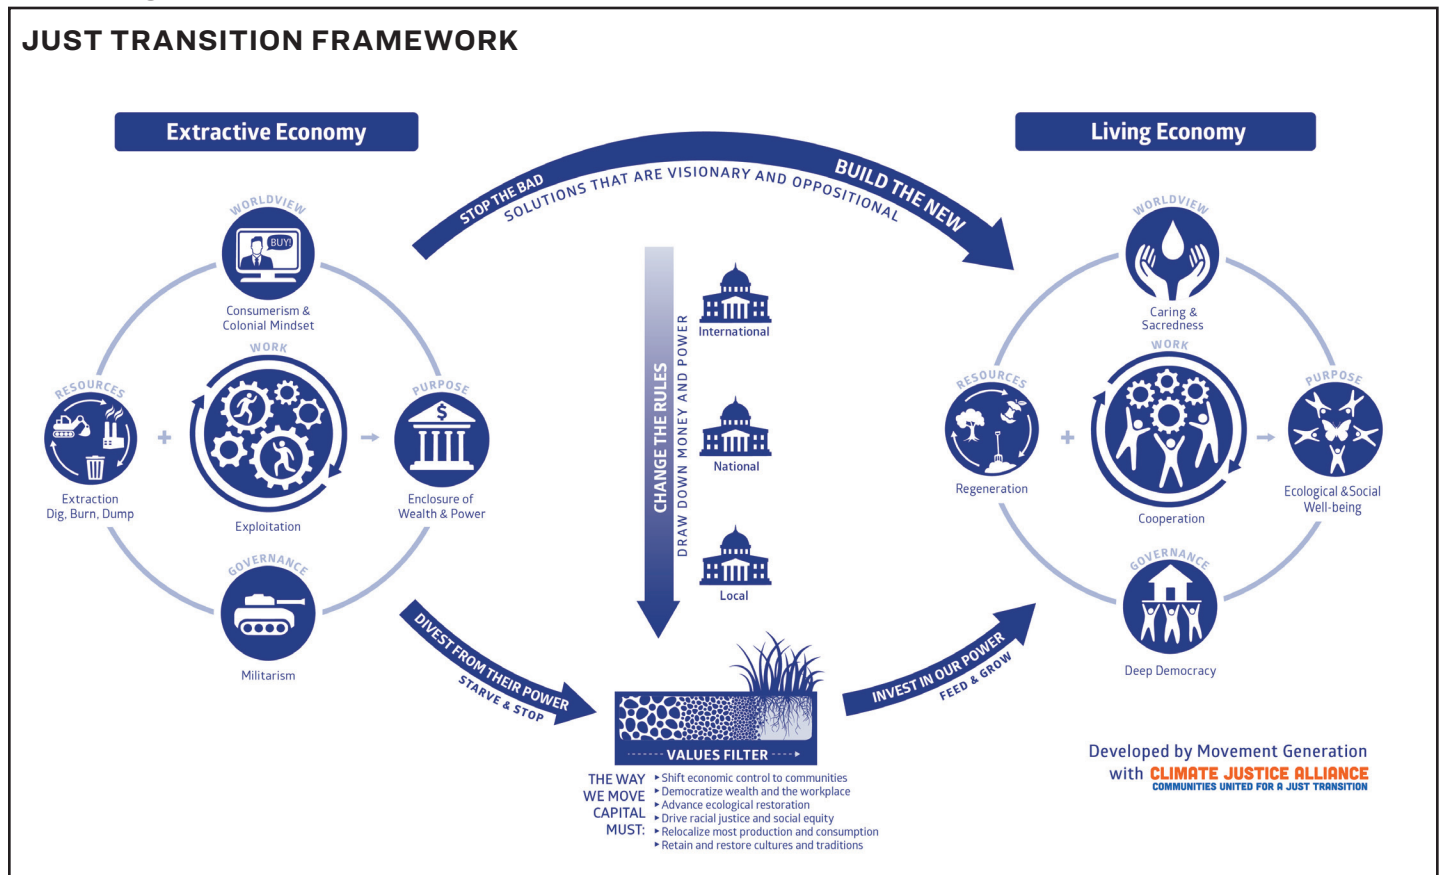 JUST TRANSITION FRAMEWORK
Extractive Economy
WORLDVIEW
BUY!
Consumerism &
Colonial Mindset
WORK
RESOURCES
PURPOSE
$
Extraction
Dig, Burn, Dump
Exploitation
Enclosure of
Wealth & Power
GOVERNANCE
Militarism
STOP THE BAD
BUILD THE NEW
SOLUTIONS THAT ARE VISIONARY AND OPPOSITIONAL
CHANGE THE RULES
DRAW DOWN MONEY AND POWER
International
National
Local
DIVEST FROM THEIR POWER
STARVE & STOP
VALUES FILTER
THE WAY
WE MOVE
CAPITAL
MUST:
Shift economic control to communities
Democratize wealth and the workplace
Advance ecological restoration
Drive racial justice and social equity
Relocalize most production and consumption
Retain and restore cultures and traditions
INVEST IN OUR POWER
FEED & GROW
Living Economy
WORLDVIEW
Caring &
Sacredness
WORK
RESOURCES
PURPOSE
Regeneration
Cooperation
Ecological &Social
Well-being
GOVERNANCE
Deep Democracy
Developed by Movement Generation
with CLIMATE JUSTICE ALLIANCE
COMMUNITIES UNITED FOR A JUST TRANSITION